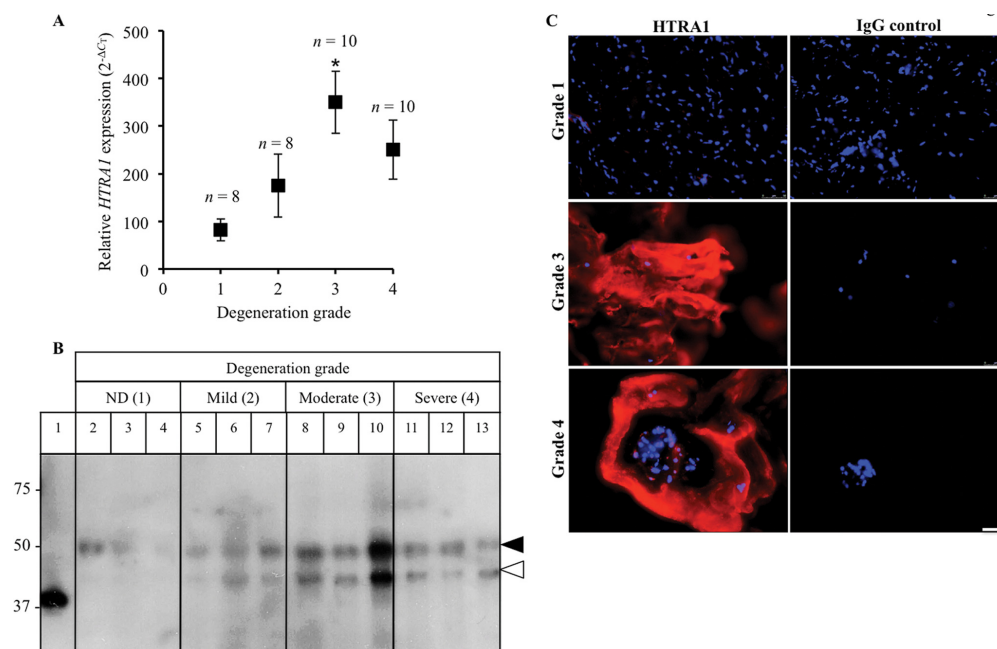 A
Relative HTRA1 expression (2-ΔCT)
500
400
300
200
100
0
n = 8
n = 8
n = 10
*
n = 10
0 1 2 3 4
Degeneration grade
B
Degeneration grade
ND (1) Mild (2) Moderate (3) Severe (4)
1 2 3 4 5 6 7 8 9 10 11 12 13
75
50
37
C
HTRA1 IgG control
Grade 1
Grade 3
Grade 4